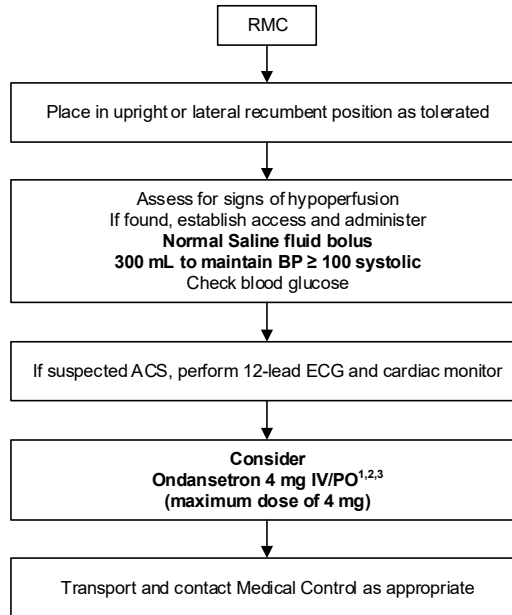 RMC
Place in upright or lateral recumbent position as tolerated
Assess for signs of hypoperfusion
If found, establish access and administer
Normal Saline fluid bolus
300 mL to maintain BP ≥ 100 systolic
Check blood glucose
If suspected ACS, perform 12-lead ECG and cardiac monitor
Consider
Ondansetron 4 mg IV/PO1,2,3
(maximum dose of 4 mg)
Transport and contact Medical Control as appropriate